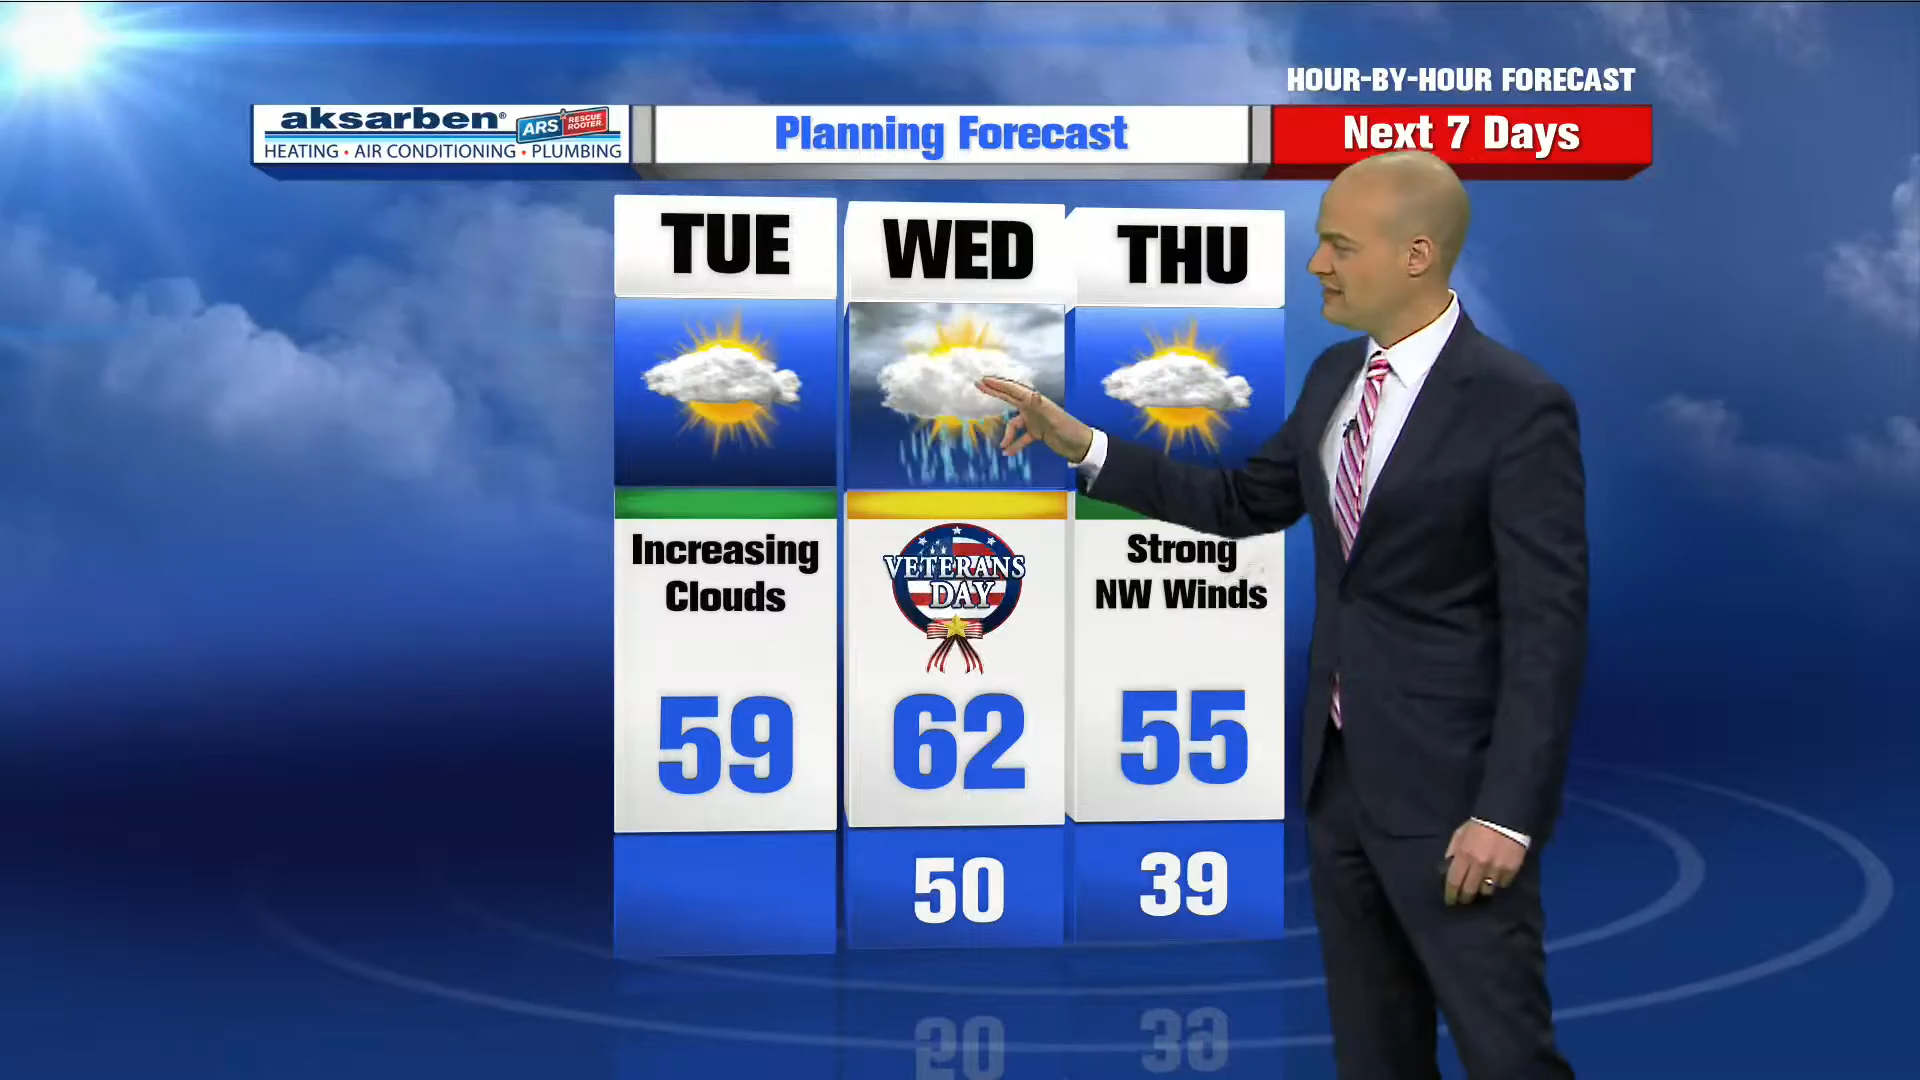 HOUR-BY-HOUR FORECAST
aksarben®
ARS RESCUE ROOTER
HEATING • AIR CONDITIONING • PLUMBING
Planning Forecast
Next 7 Days
TUE
WED
THU
Increasing
Clouds
VETERANS
DAY
Strong
NW Winds
59
62
55
50
39